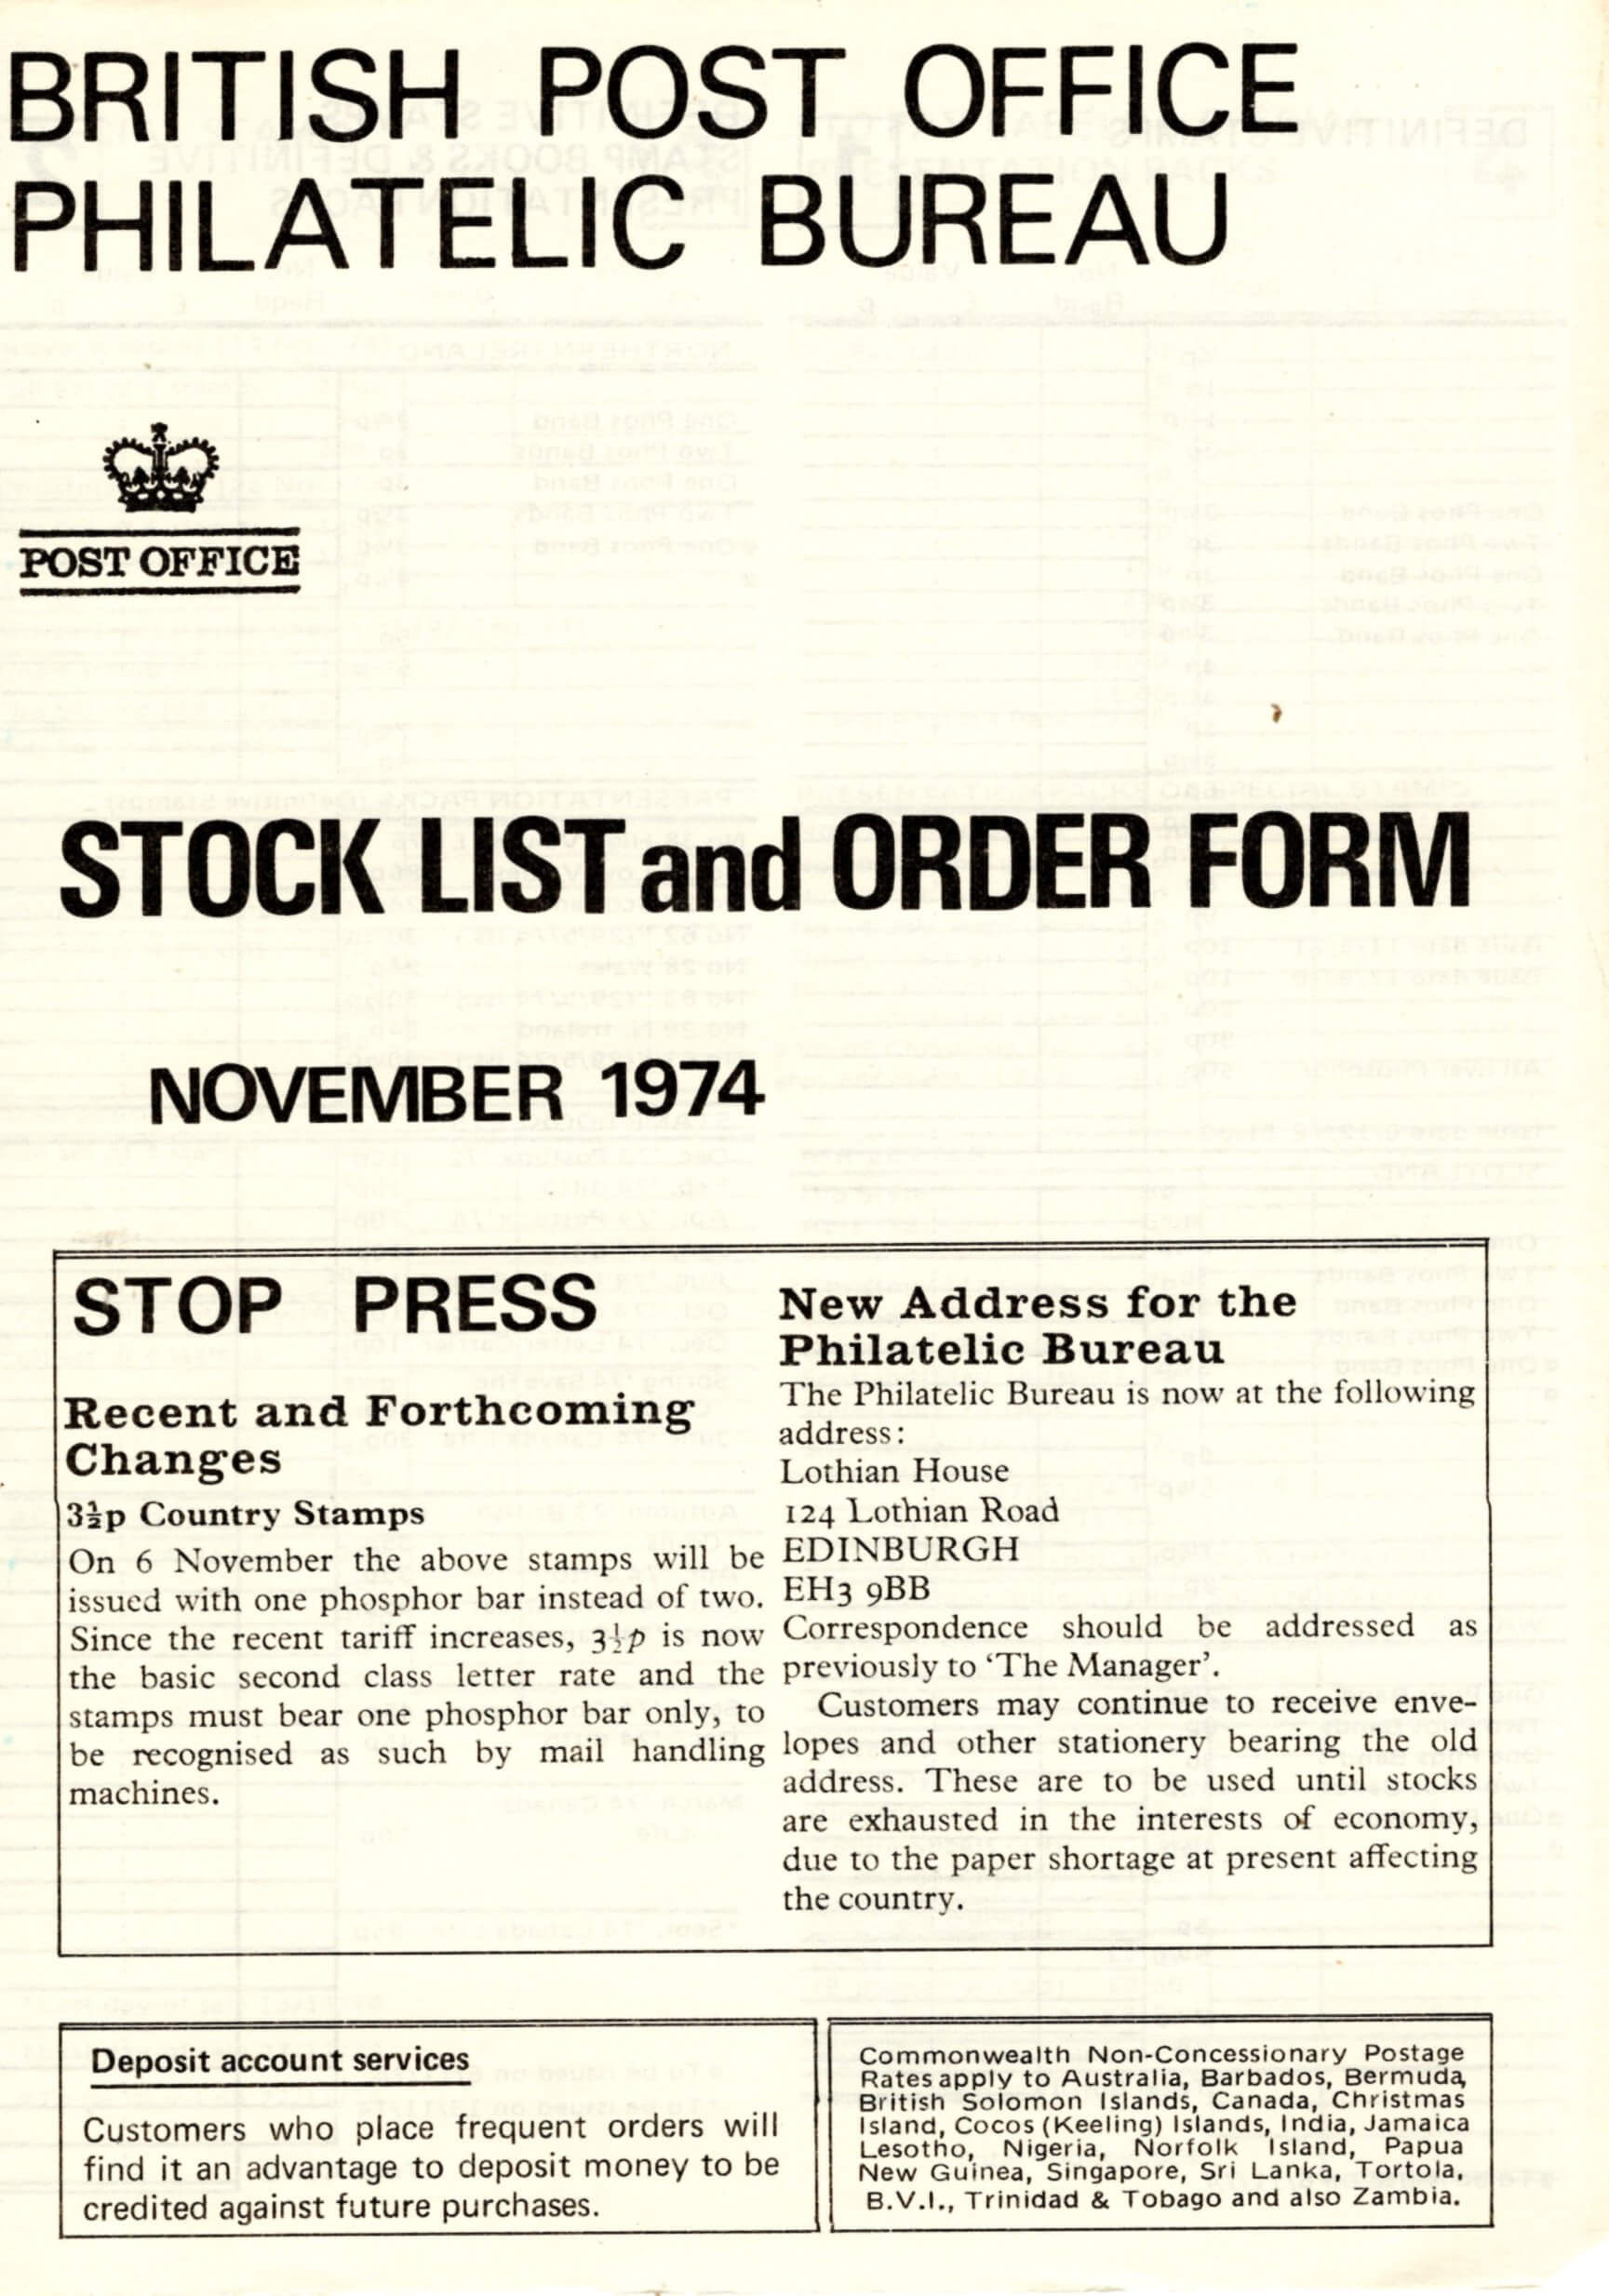 BRITISH POST OFFICE
PHILATELIC BUREAU
POST OFFICE
STOCK LIST and ORDER FORM
NOVEMBER 1974
STOP PRESS
Recent and Forthcoming
Changes
3½p Country Stamps
On 6 November the above stamps will be
issued with one phosphor bar instead of two.
Since the recent tariff increases, 3½p is now
the basic second class letter rate and the
stamps must bear one phosphor bar only, to
be recognised as such by mail handling
machines.
New Address for the
Philatelic Bureau
The Philatelic Bureau is now at the following
address:
Lothian House
124 Lothian Road
EDINBURGH
EH3 9BB
Correspondence should be addressed as
previously to ‘The Manager’.
Customers may continue to receive enve-
lopes and other stationery bearing the old
address. These are to be used until stocks
are exhausted in the interests of economy,
due to the paper shortage at present affecting
the country.
Deposit account services
Customers who place frequent orders will
find it an advantage to deposit money to be
credited against future purchases.
Commonwealth Non-Concessionary Postage
Rates apply to Australia, Barbados, Bermuda,
British Solomon Islands, Canada, Christmas
Island, Cocos (Keeling) Islands, India, Jamaica
Lesotho, Nigeria, Norfolk Island, Papua
New Guinea, Singapore, Sri Lanka, Tortola,
B.V.I., Trinidad & Tobago and also Zambia.